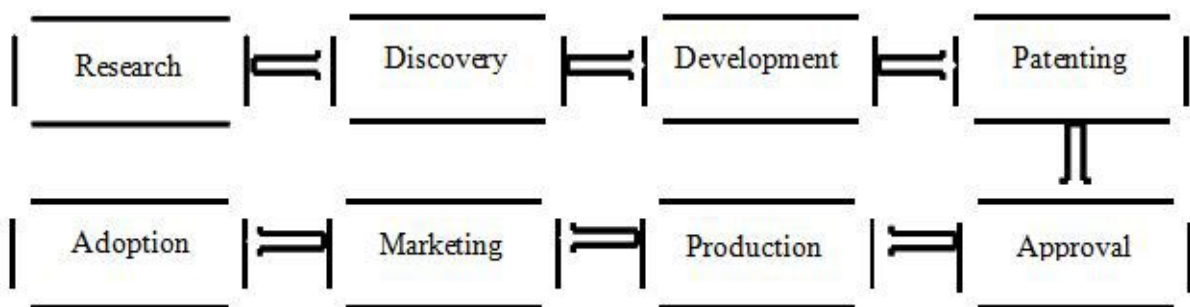 Research
Discovery
Development
Patenting
Adoption
Marketing
Production
Approval